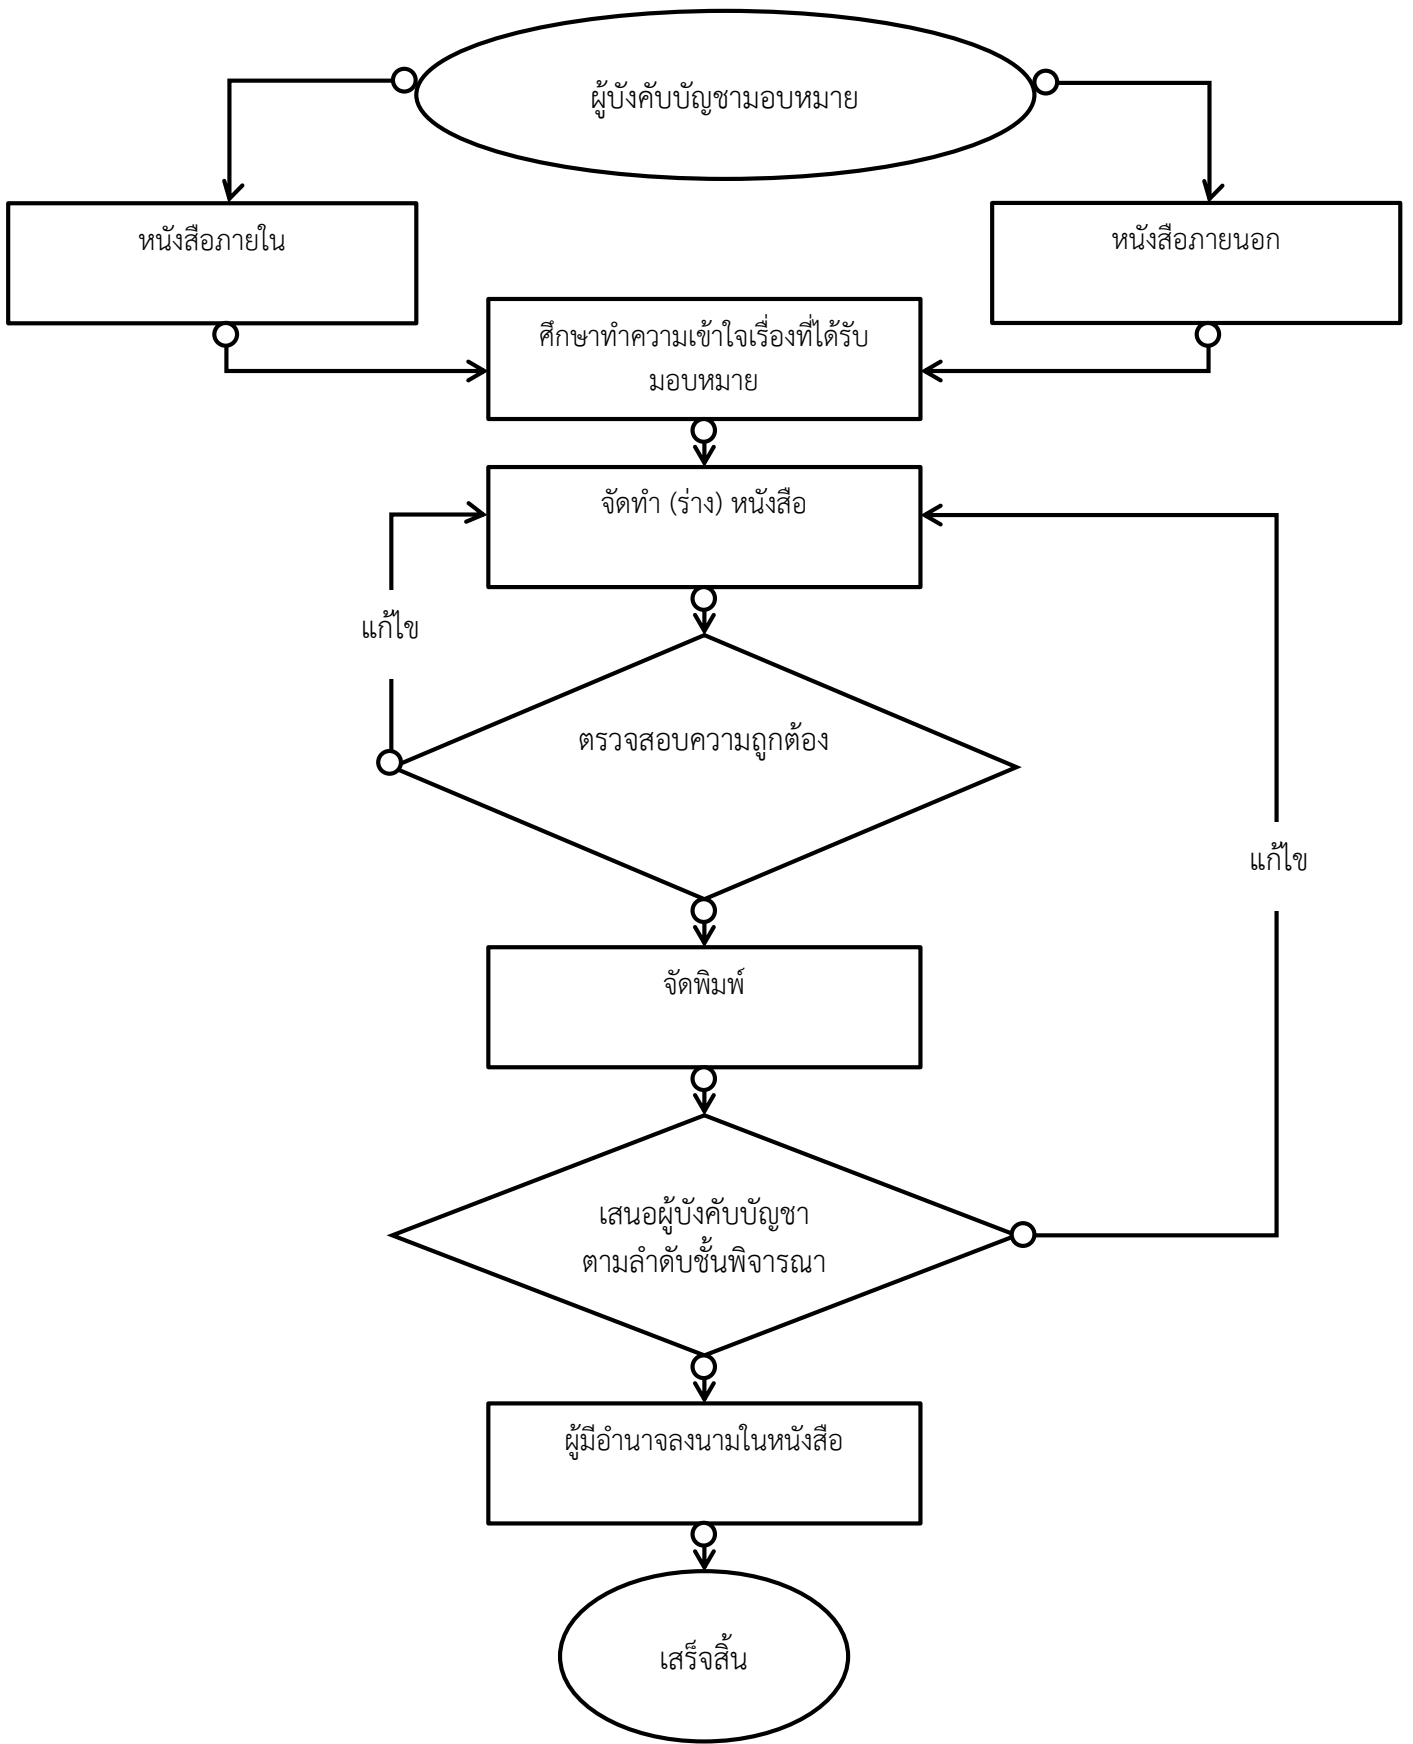 ผู้บังคับบัญชามอบหมาย
หนังสือภายใน
หนังสือภายนอก
ศึกษาทำความเข้าใจเรื่องที่ได้รับ
มอบหมาย
จัดทำ (ร่าง) หนังสือ
แก้ไข
ตรวจสอบความถูกต้อง
แก้ไข
จัดพิมพ์
เสนอผู้บังคับบัญชา
ตามลำดับชั้นพิจารณา
ผู้มีอำนาจลงนามในหนังสือ
เสร็จสิ้น